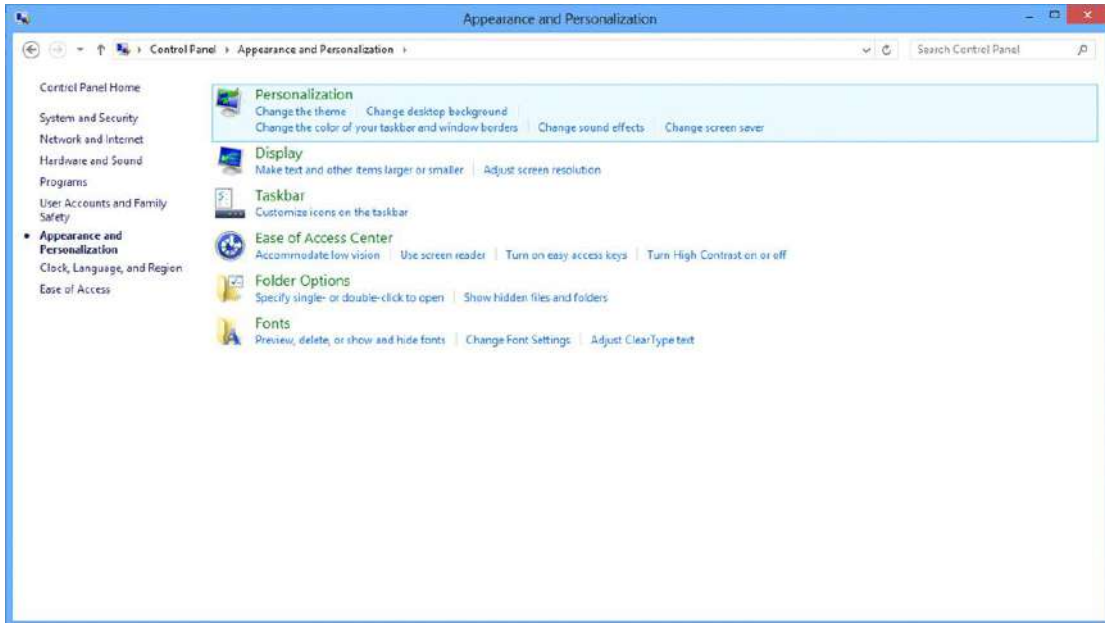 Appearance and Personalization
Control Panel Appearance and Personalization
Search Control Panel
Control Panel Home
System and Security
Network and Internet
Hardware and Sound
Programs
User Accounts and Family
Safety
Appearance and
Personalization
Clock, Language, and Region
Ease of Access
Personalization
Change the theme Change desktop background
Change the color of your taskbar and window borders Change sound effects Change screen saver
Display
Make text and other items larger or smaller Adjust screen resolution
Taskbar
Customize icons on the taskbar
Ease of Access Center
Accommodate low vision Use screen reader Turn on easy access keys Turn High Contrast on or off
Folder Options
Specify single- or double-click to open Show hidden files and folders
Fonts
Preview, delete, or show and hide fonts Change Font Settings Adjust ClearType text